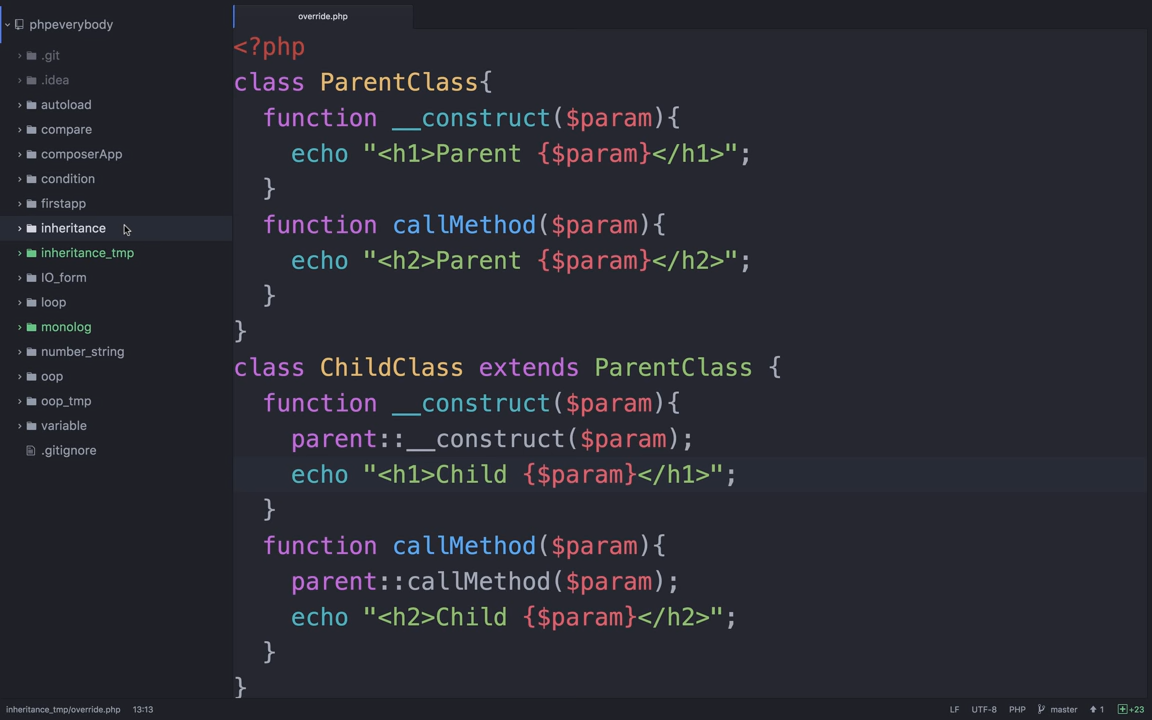 phpeverybody
.git
.idea
autoload
compare
composerApp
condition
firstapp
inheritance
inheritance_tmp
IO_form
loop
monolog
number_string
oop
oop_tmp
variable
.gitignore
override.php
<?php
class ParentClass{
  function __construct($param){
    echo "<h1>Parent {$param}</h1>";
  }
  function callMethod($param){
    echo "<h2>Parent {$param}</h2>";
  }
}
class ChildClass extends ParentClass {
  function __construct($param){
    parent::__construct($param);
    echo "<h1>Child {$param}</h1>";
  }
  function callMethod($param){
    parent::callMethod($param);
    echo "<h2>Child {$param}</h2>";
  }
}
inheritance_tmp/override.php 13:13 LF UTF-8 PHP master 1 +23